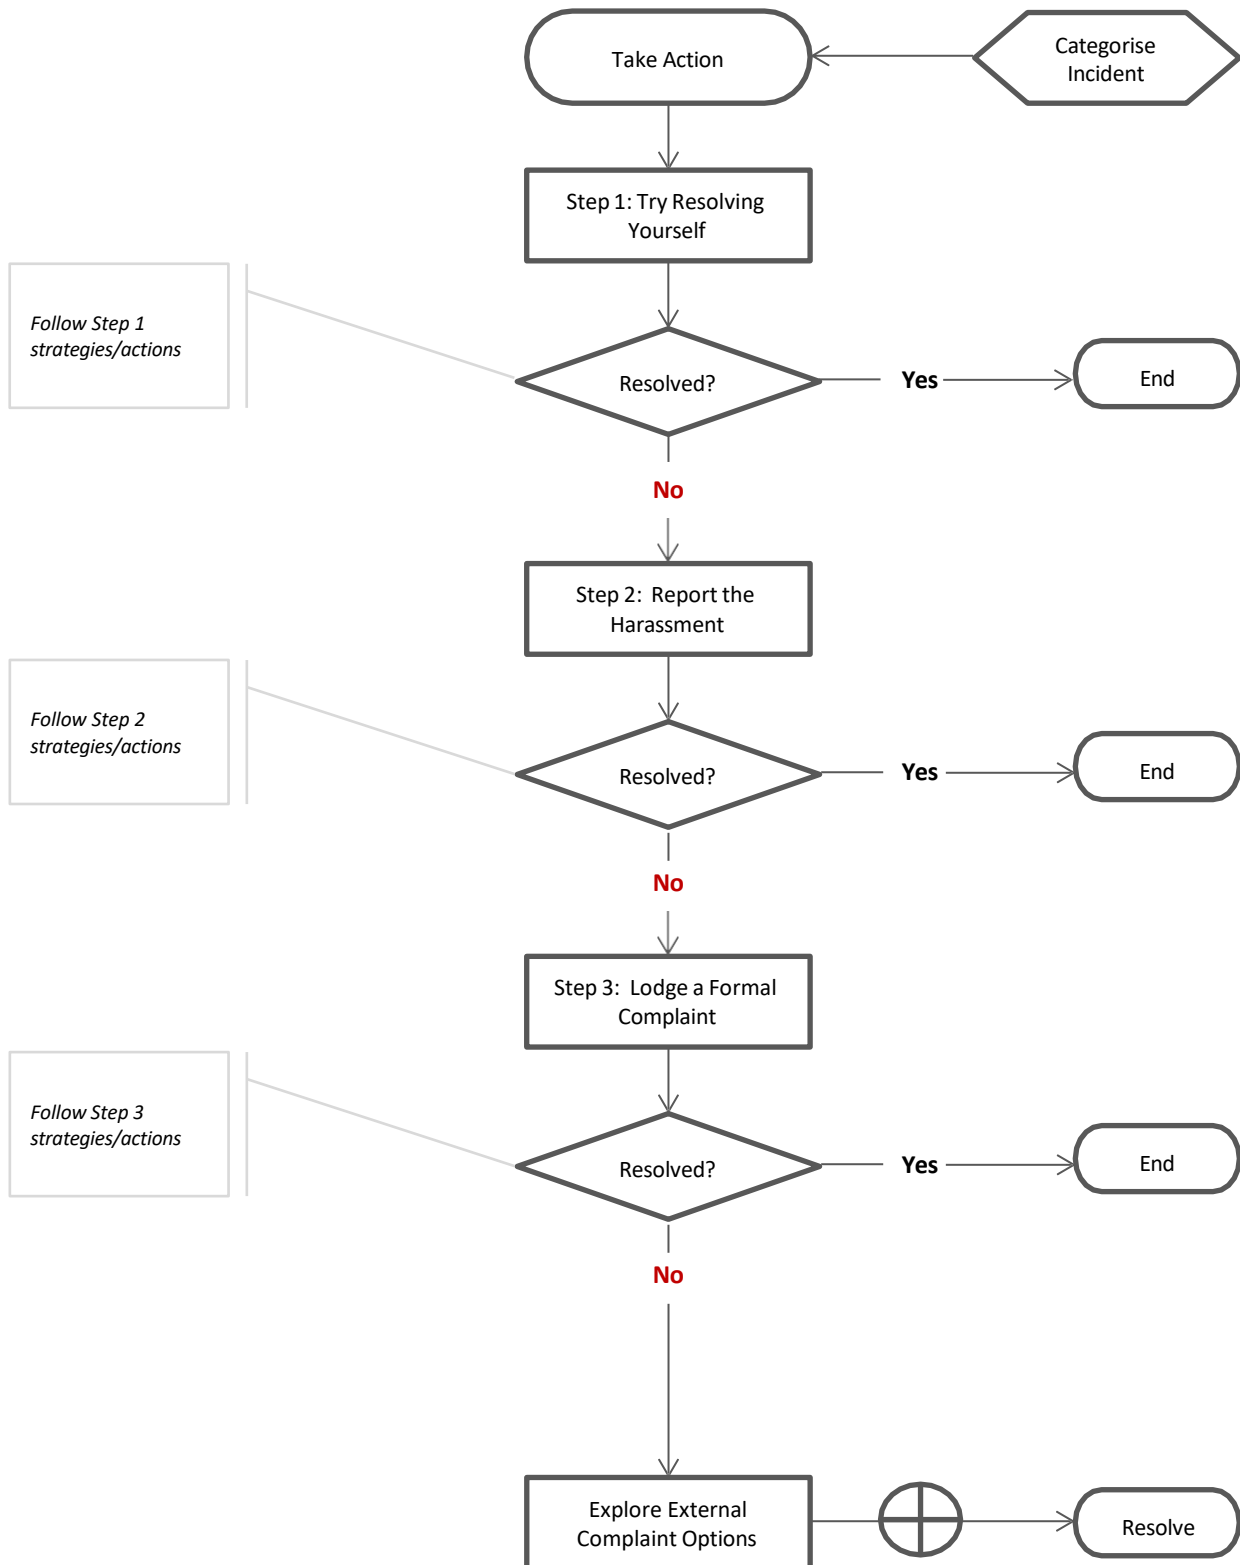 Take Action
Categorise
Incident
Step 1: Try Resolving
Yourself
Follow Step 1
strategies/actions
Resolved?
Yes
End
No
Step 2:  Report the
Harassment
Follow Step 2
strategies/actions
Resolved?
Yes
End
No
Step 3:  Lodge a Formal
Complaint
Follow Step 3
strategies/actions
Resolved?
Yes
End
No
Explore External
Complaint Options
Resolve